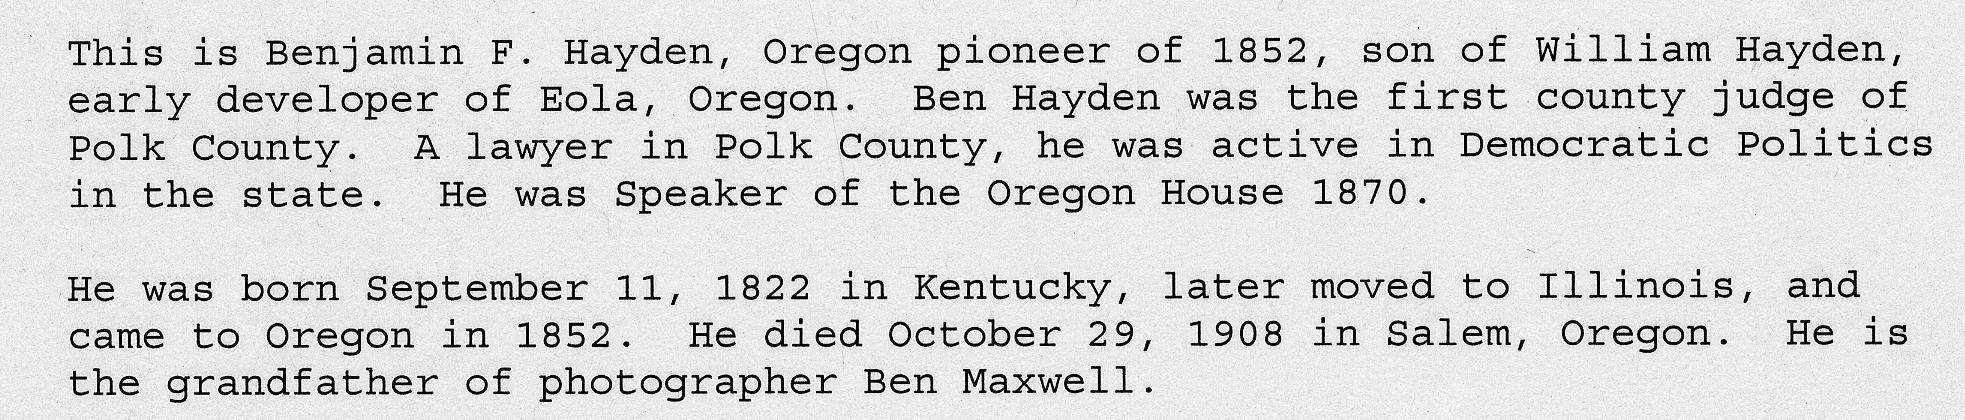 This is Benjamin F. Hayden, Oregon pioneer of 1852, son of William Hayden,
early developer of Eola, Oregon.  Ben Hayden was the first county judge of
Polk County.  A lawyer in Polk County, he was active in Democratic Politics
in the state.  He was Speaker of the Oregon House 1870.

He was born September 11, 1822 in Kentucky, later moved to Illinois, and
came to Oregon in 1852.  He died October 29, 1908 in Salem, Oregon.  He is
the grandfather of photographer Ben Maxwell.